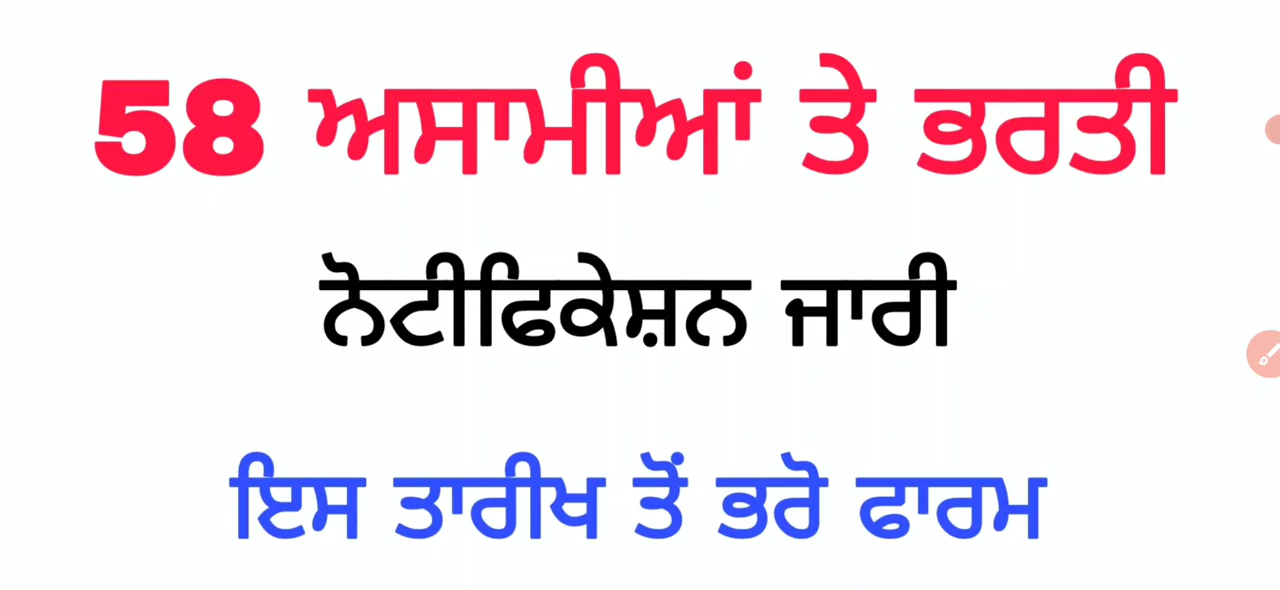 58 ਅਸਾਮੀਆਂ ਤੇ ਭਰਤੀ
ਨੋਟੀਫਿਕੇਸ਼ਨ ਜਾਰੀ
ਇਸ ਤਾਰੀਖ ਤੋਂ ਭਰੋ ਫਾਰਮ